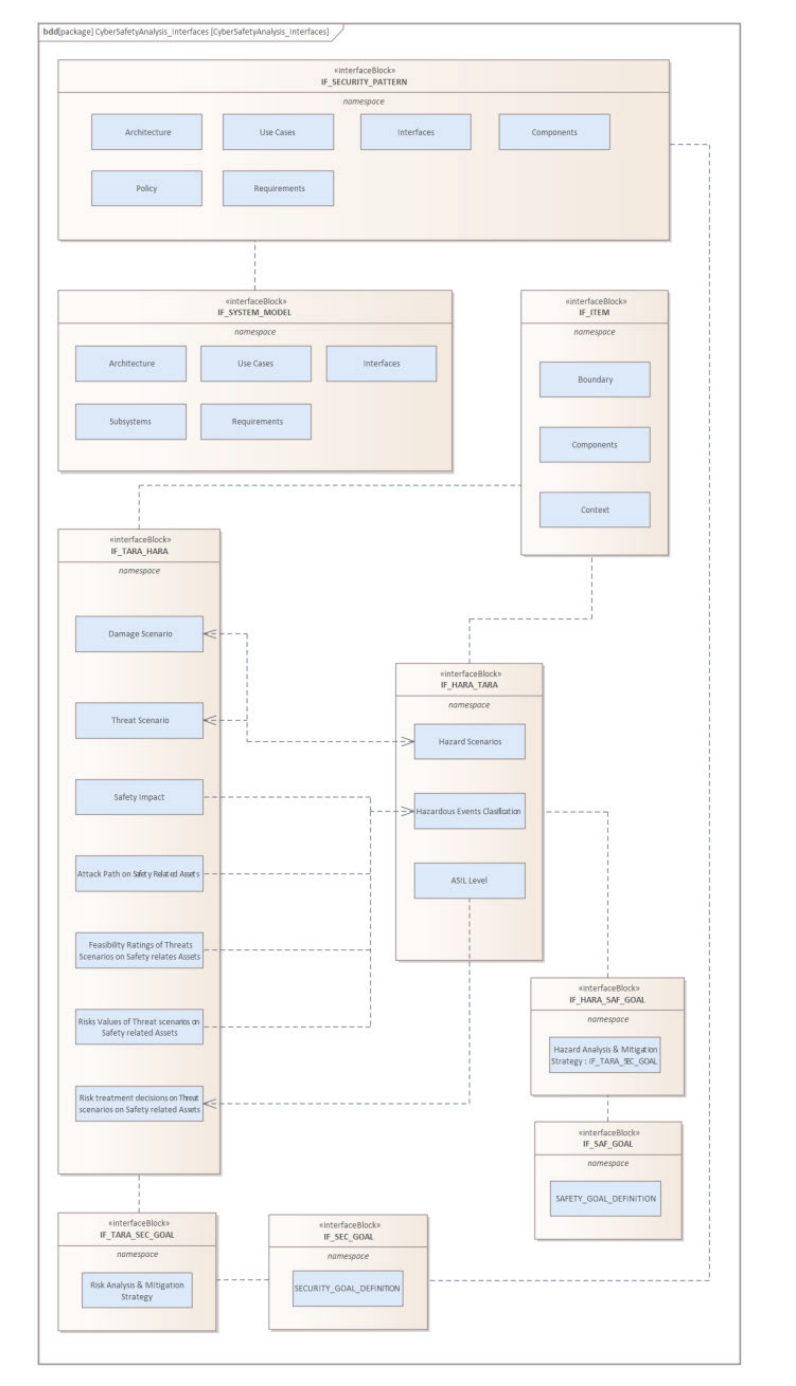 bdd[package] CyberSafetyAnalysis_Interfaces [CyberSafetyAnalysis_Interfaces]
«interfaceBlock»
IF_SECURITY_PATTERN
namespace
Architecture
Use Cases
Interfaces
Components
Policy
Requirements
«interfaceBlock»
IF_SYSTEM_MODEL
namespace
Architecture
Use Cases
Interfaces
Subsystems
Requirements
«interfaceBlock»
IF_ITEM
namespace
Boundary
Components
Context
«interfaceBlock»
IF_TARA_HARA
namespace
Damage Scenario
Threat Scenario
Safety Impact
Attack Path on Safety Related Assets
Feasibility Ratings of Threats
Scenarios on Safety relates Assets
Risks Values of Threat scenarios on
Safety related Assets
Risk treatment decisions on Threat
scenarios on Safety related Assets
«interfaceBlock»
IF_HARA_TARA
namespace
Hazard Scenarios
Hazardous Events Clasification
ASIL Level
«interfaceBlock»
IF_HARA_SAF_GOAL
namespace
Hazard Analysis & Mitigation
Strategy : IF_TARA_SEC_GOAL
«interfaceBlock»
IF_SAF_GOAL
namespace
SAFETY_GOAL_DEFINITION
«interfaceBlock»
IF_TARA_SEC_GOAL
namespace
Risk Analysis & Mitigation
Strategy
«interfaceBlock»
IF_SEC_GOAL
namespace
SECURITY_GOAL_DEFINITION